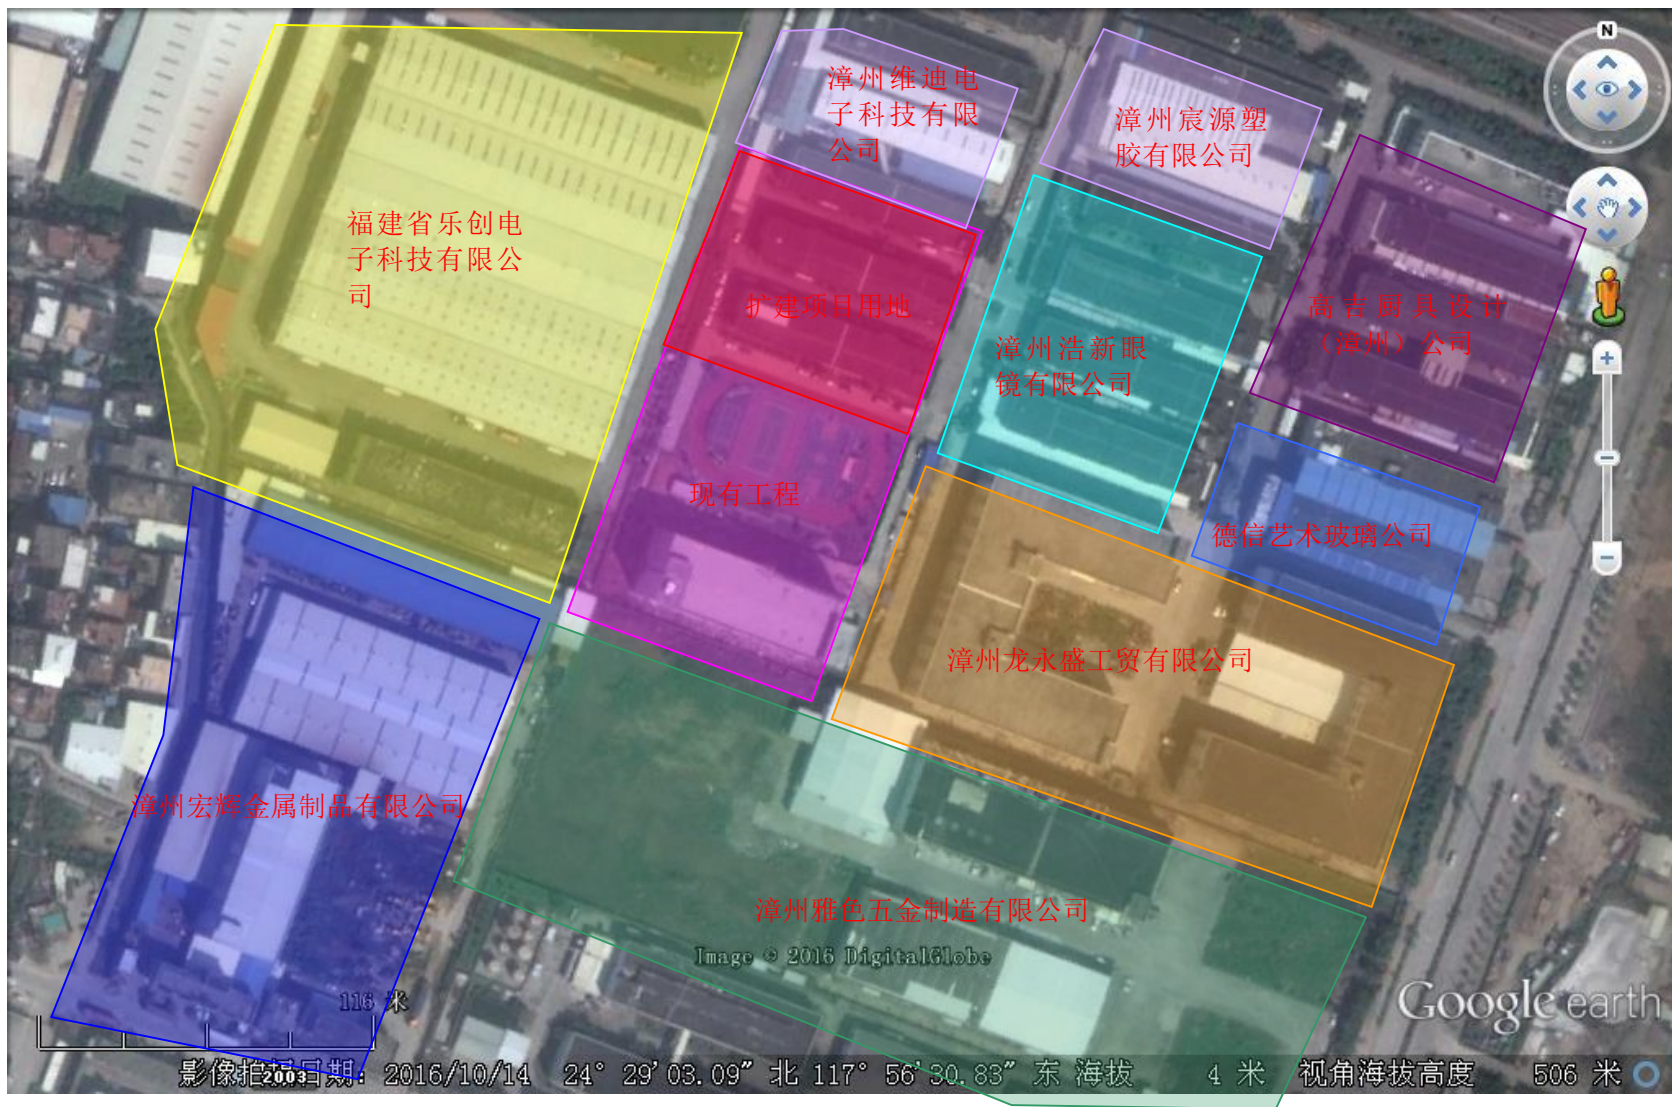 N
漳州维迪电
子科技有限
公司
漳州宸源塑
胶有限公司
福建省乐创电
子科技有限公
司
扩建项目用地
高吉厨具设计
（漳州）公司
漳州浩新眼
镜有限公司
现有工程
德信艺术玻璃公司
漳州龙永盛工贸有限公司
漳州宏辉金属制品有限公司
漳州雅色五金制造有限公司
Image © 2016 DigitalGlobe
116 米
Google earth
2003
影像拍摄日期: 2016/10/14 24° 29′03.09″ 北 117° 56′30.83″ 东 海拔 4 米 视角海拔高度 506 米